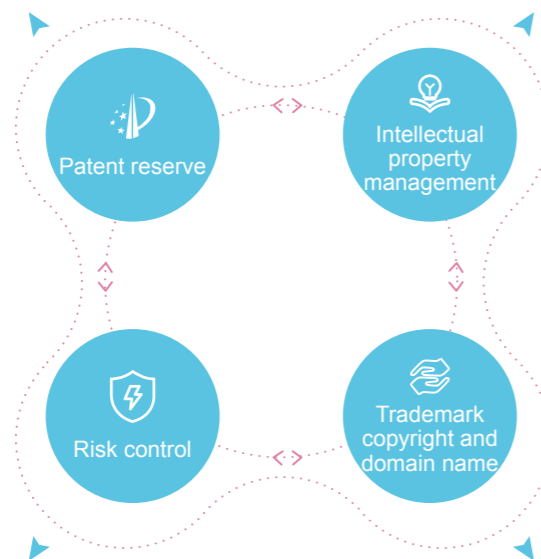 Patent reserve
Intellectual
property
management
Risk control
Trademark
copyright and
domain name